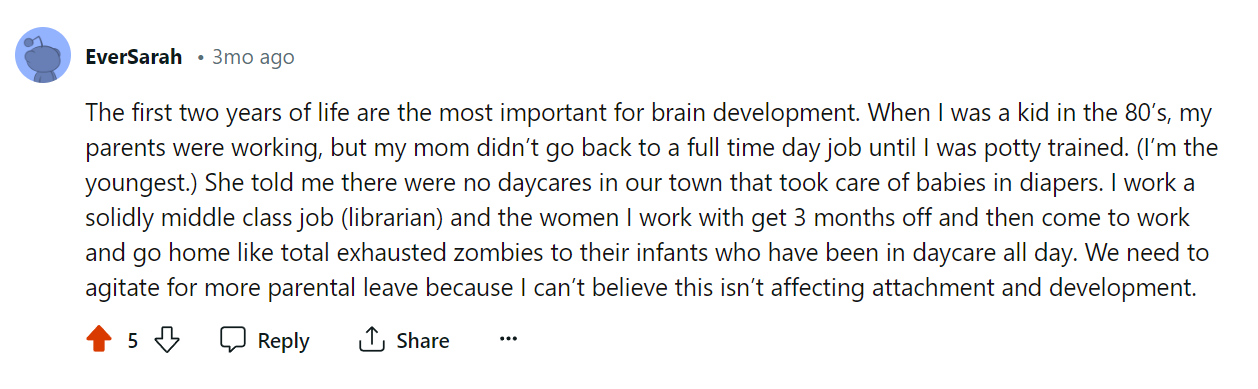 EverSarah • 3mo ago
The first two years of life are the most important for brain development. When I was a kid in the 80’s, my
parents were working, but my mom didn’t go back to a full time day job until I was potty trained. (I’m the
youngest.) She told me there were no daycares in our town that took care of babies in diapers. I work a
solidly middle class job (librarian) and the women I work with get 3 months off and then come to work
and go home like total exhausted zombies to their infants who have been in daycare all day. We need to
agitate for more parental leave because I can’t believe this isn’t affecting attachment and development.
5 Reply Share ···